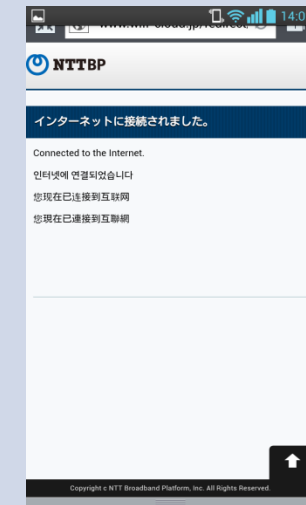 14:0
NTTBP
インターネットに接続されました。
Connected to the Internet.
인터넷에 연결되었습니다
您现在已连接到互联网
您現在已連接到互聯網
Copyright c NTT Broadband Platform, Inc. All Rights Reserved.